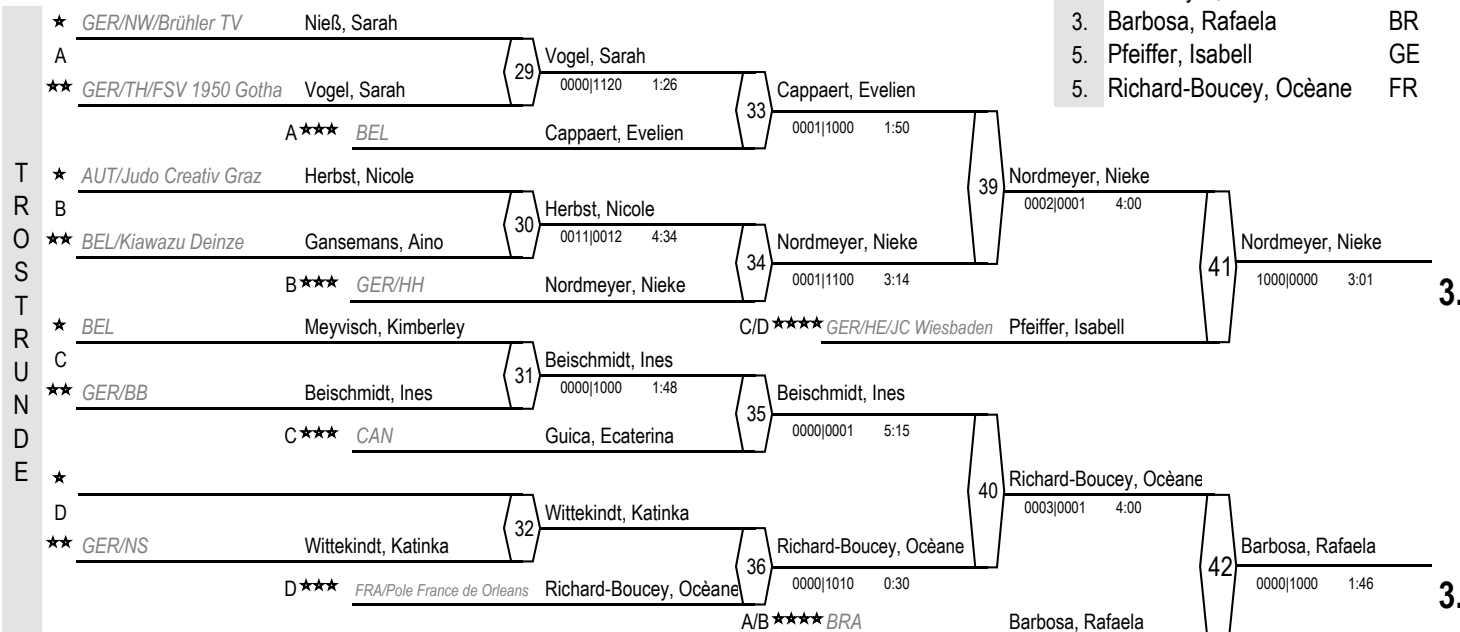 3. Barbosa, Rafaela BR
5. Pfeiffer, Isabell GE
5. Richard-Boucey, Ocèane FR
TROSTRUNDE
★ GER/NW/Brühler TV Nieß, Sarah
A
29 Vogel, Sarah
0000|1120 1:26
★★ GER/TH/FSV 1950 Gotha Vogel, Sarah
33 Cappaert, Evelien
0001|1000 1:50
A★★★ BEL Cappaert, Evelien
39 Nordmeyer, Nieke
0002|0001 4:00
★ AUT/Judo Creativ Graz Herbst, Nicole
B
30 Herbst, Nicole
0011|0012 4:34
★★ BEL/Kiawazu Deinze Gansemans, Aino
34 Nordmeyer, Nieke
0001|1100 3:14
B★★★ GER/HH Nordmeyer, Nieke
41 Nordmeyer, Nieke
1000|0000 3:01
3.
C/D★★★★ GER/HE/JC Wiesbaden Pfeiffer, Isabell
★ BEL Meyvisch, Kimberley
C
31 Beischmidt, Ines
0000|1000 1:48
★★ GER/BB Beischmidt, Ines
35 Beischmidt, Ines
0000|0001 5:15
C★★★ CAN Guica, Ecaterina
40 Richard-Boucey, Ocèane
0003|0001 4:00
★
D
32 Wittekindt, Katinka
★★ GER/NS Wittekindt, Katinka
36 Richard-Boucey, Ocèane
0000|1010 0:30
D★★★ FRA/Pole France de Orleans Richard-Boucey, Ocèane
42 Barbosa, Rafaela
0000|1000 1:46
3.
A/B★★★★ BRA Barbosa, Rafaela